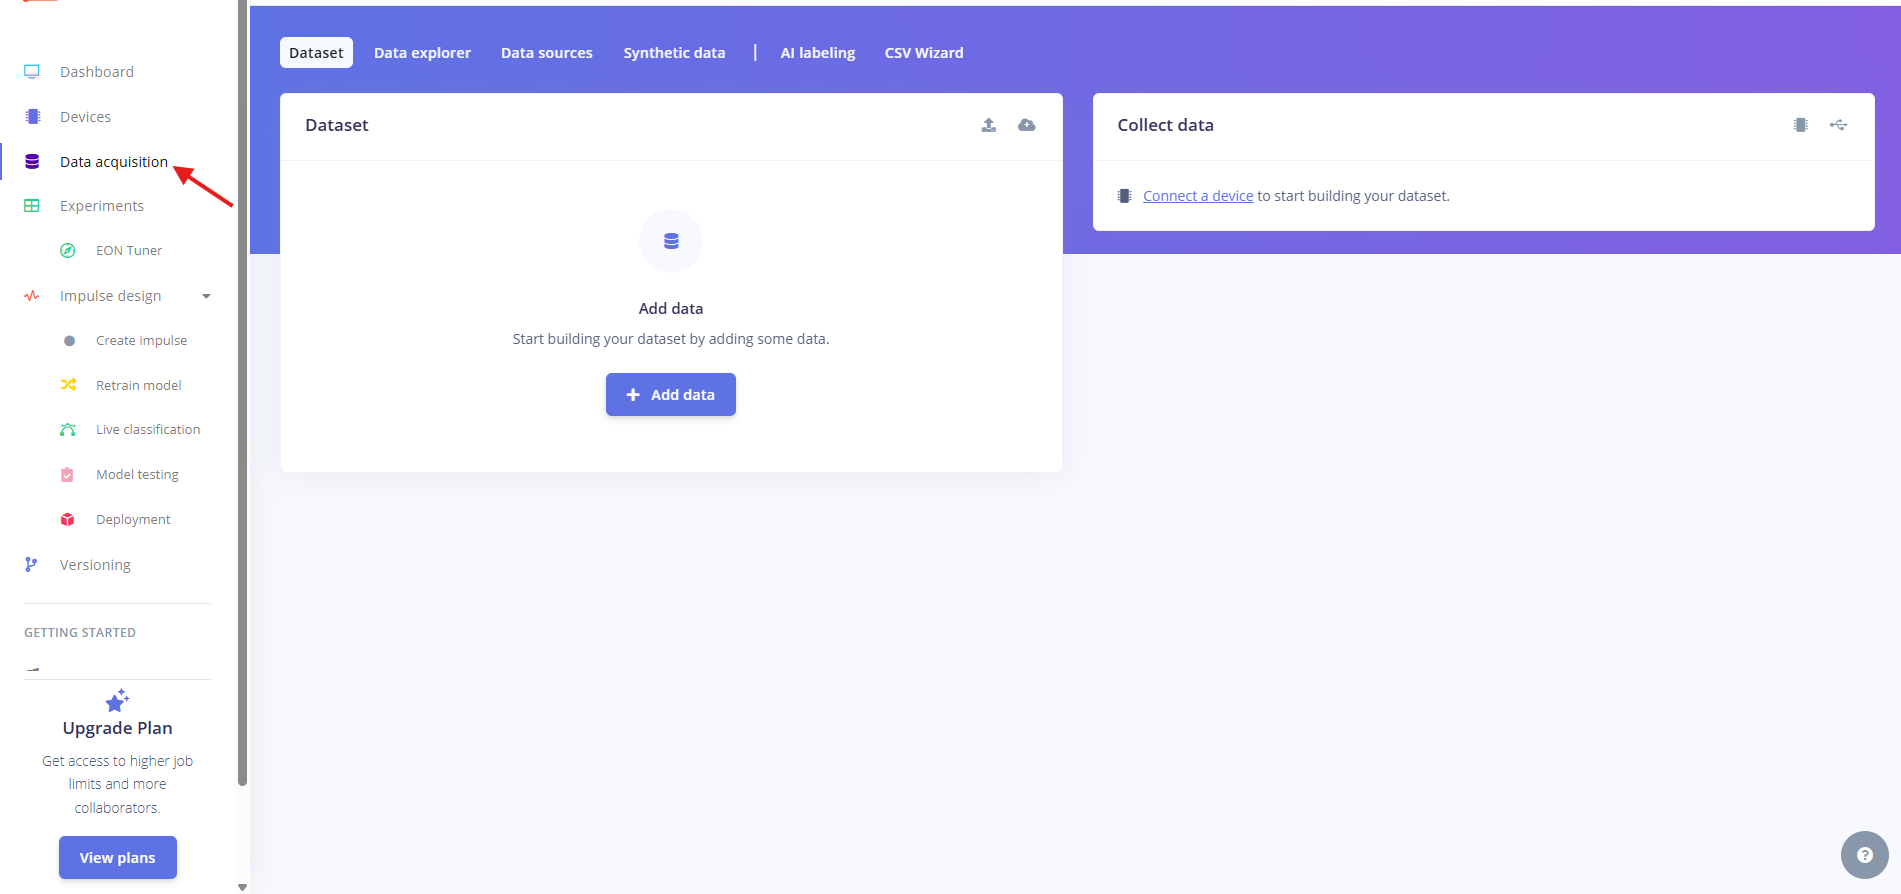 Dashboard
Devices
Data acquisition
Experiments
EON Tuner
Impulse design
Create impulse
Retrain model
Live classification
Model testing
Deployment
Versioning
GETTING STARTED
Upgrade Plan
Get access to higher job
limits and more
collaborators.
View plans
Dataset Data explorer Data sources Synthetic data | AI labeling CSV Wizard
Dataset
Add data
Start building your dataset by adding some data.
+ Add data
Collect data
Connect a device to start building your dataset.
?